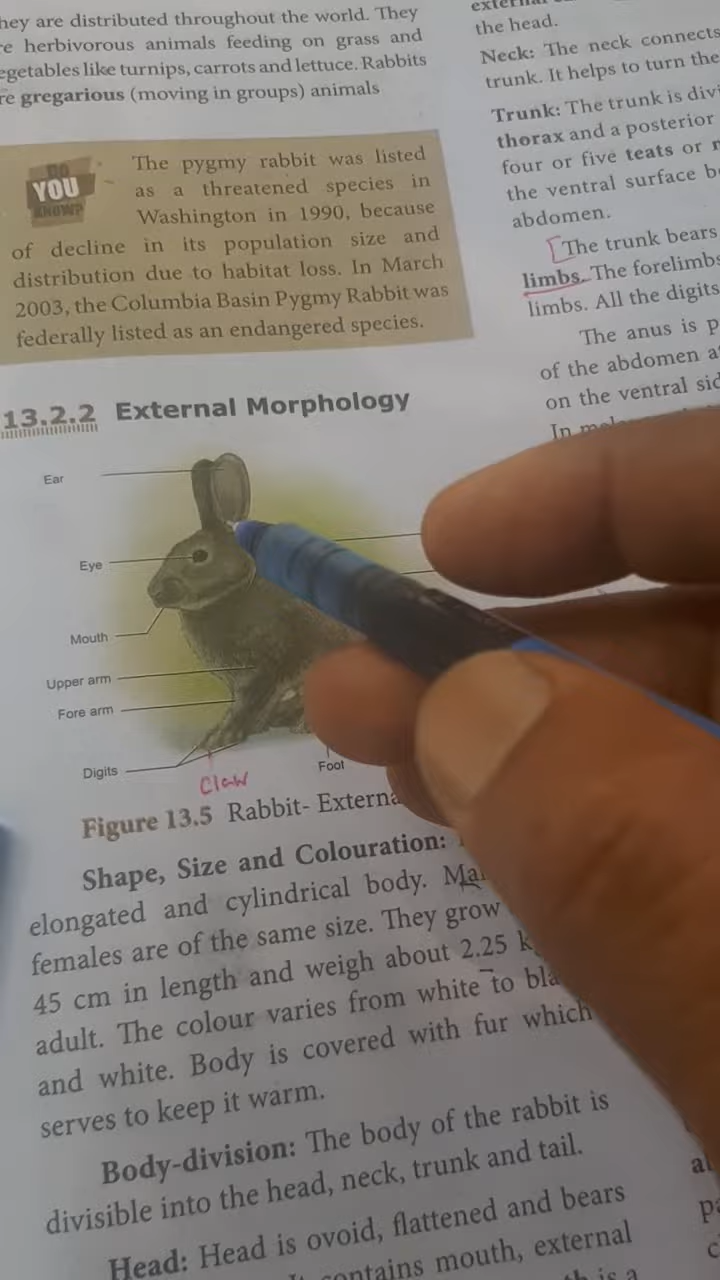 hey are distributed throughout the world. They
re herbivorous animals feeding on grass and
egetables like turnips, carrots and lettuce. Rabbits
re gregarious (moving in groups) animals
DO
YOU
KNOW?
The pygmy rabbit was listed
as a threatened species in
Washington in 1990, because
of decline in its population size and
distribution due to habitat loss. In March
2003, the Columbia Basin Pygmy Rabbit was
federally listed as an endangered species.
13.2.2 External Morphology
Ear
Eye
Mouth
Upper arm
Fore arm
Digits
Claw
Foot
Figure 13.5 Rabbit- Externa
Shape, Size and Colouration:
elongated and cylindrical body. Mal
females are of the same size. They grow
45 cm in length and weigh about 2.25 k
adult. The colour varies from white to bla
and white. Body is covered with fur which
serves to keep it warm.
Body-division: The body of the rabbit is
divisible into the head, neck, trunk and tail.
Head: Head is ovoid, flattened and bears
contains mouth, external
is a
external
the head.
Neck: The neck connects
trunk. It helps to turn the
Trunk: The trunk is divi
thorax and a posterior
four or five teats or n
the ventral surface b
abdomen.
The trunk bears
limbs. The forelimbs
limbs. All the digits
The anus is p
of the abdomen a
on the ventral sid
In